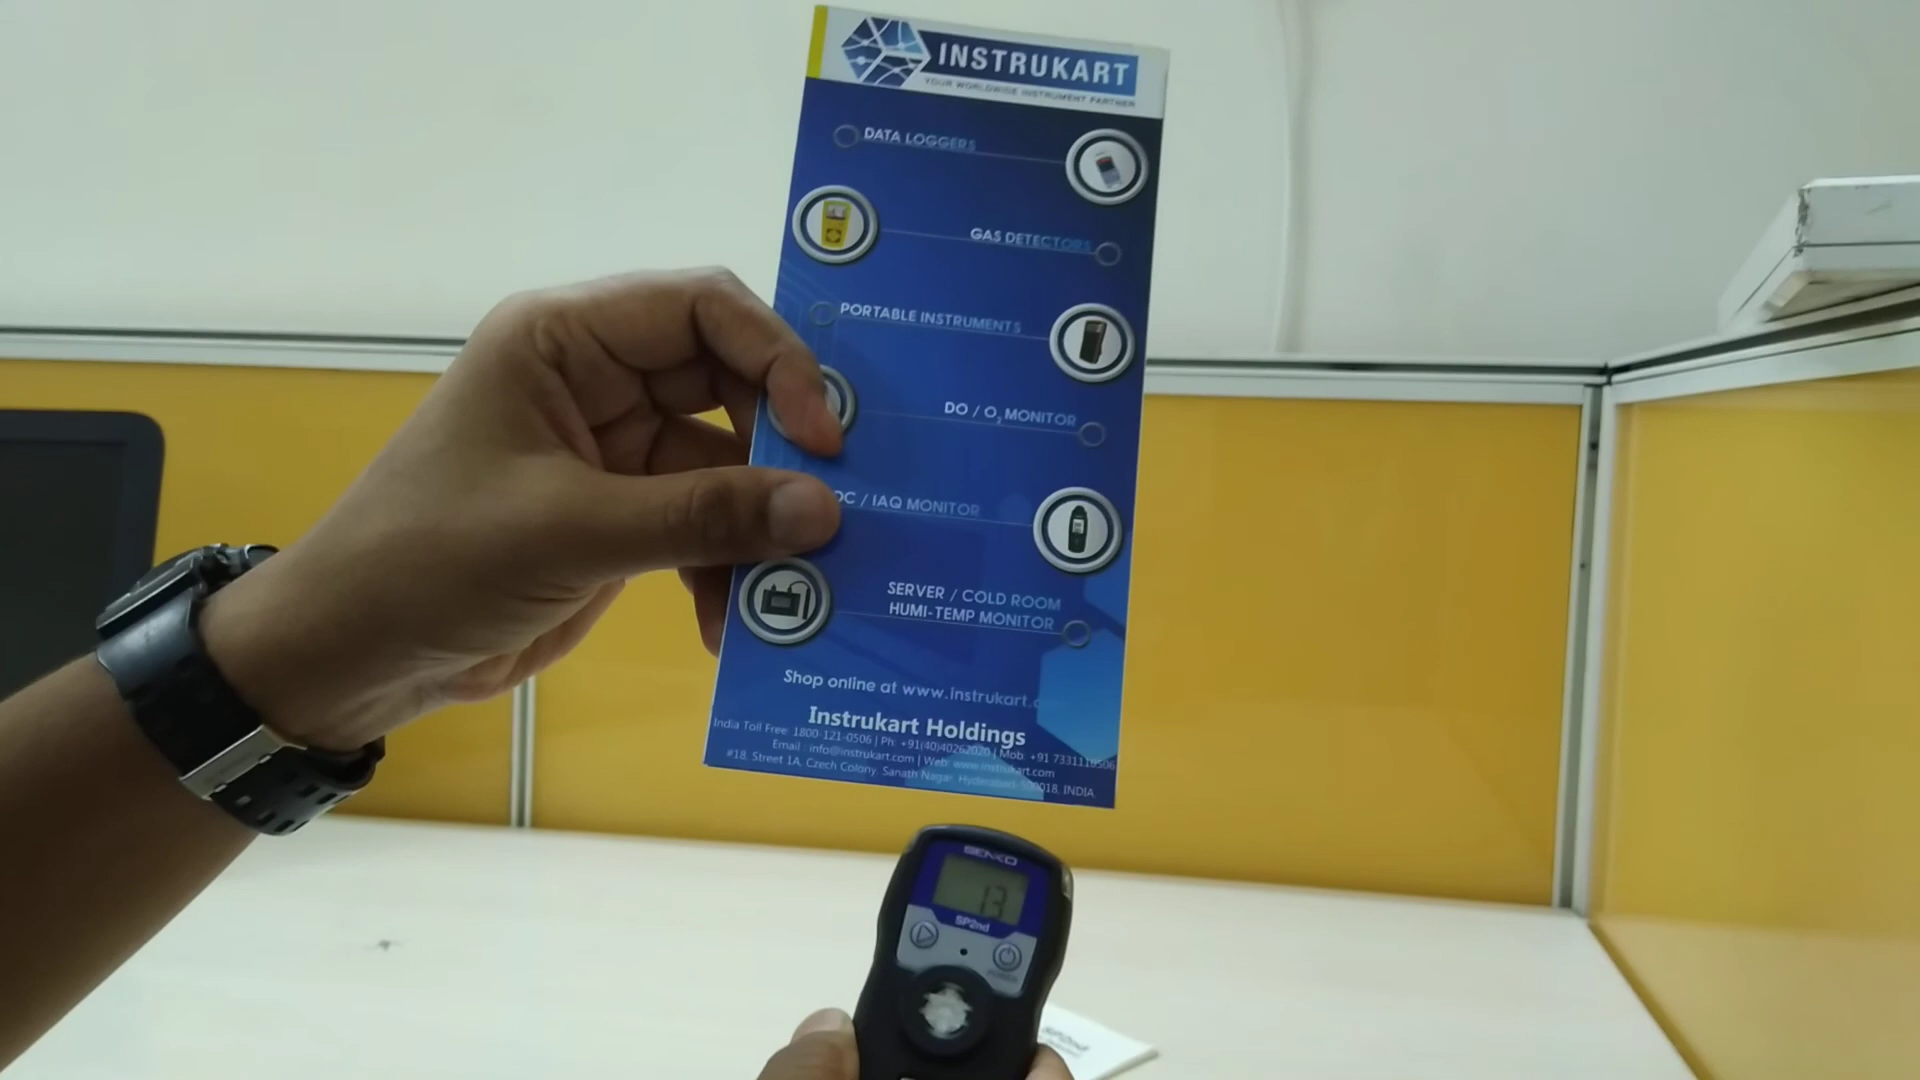 INSTRUKART
YOUR WORLDWIDE INSTRUMENT PARTNER
DATA LOGGERS
GAS DETECTORS
PORTABLE INSTRUMENTS
DO / O₂ MONITOR
/ IAQ MONITOR
SERVER / COLD ROOM
HUMI-TEMP MONITOR
Shop online at www.instrukart.
Instrukart Holdings
India Toll Free: 1800-121-0506 | Ph: +91(40)40262020 | Mob: +91 7331110506
Email : info@instrukart.com | Web: www.instrukart.com
#18, Street 1A, Czech Colony, Sanath Nagar, Hyderabad-500018, INDIA
SENKO
13
SP2nd
SP2nd